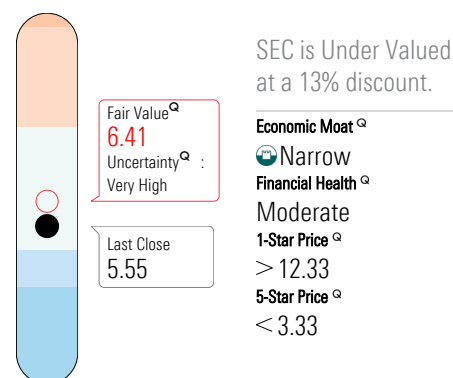 SEC is Under Valued
at a 13% discount.
Fair Value Q
6.41
Uncertainty Q :
Very High
Last Close
5.55
Economic Moat Q
Narrow
Financial Health Q
Moderate
1-Star Price Q
> 12.33
5-Star Price Q
< 3.33